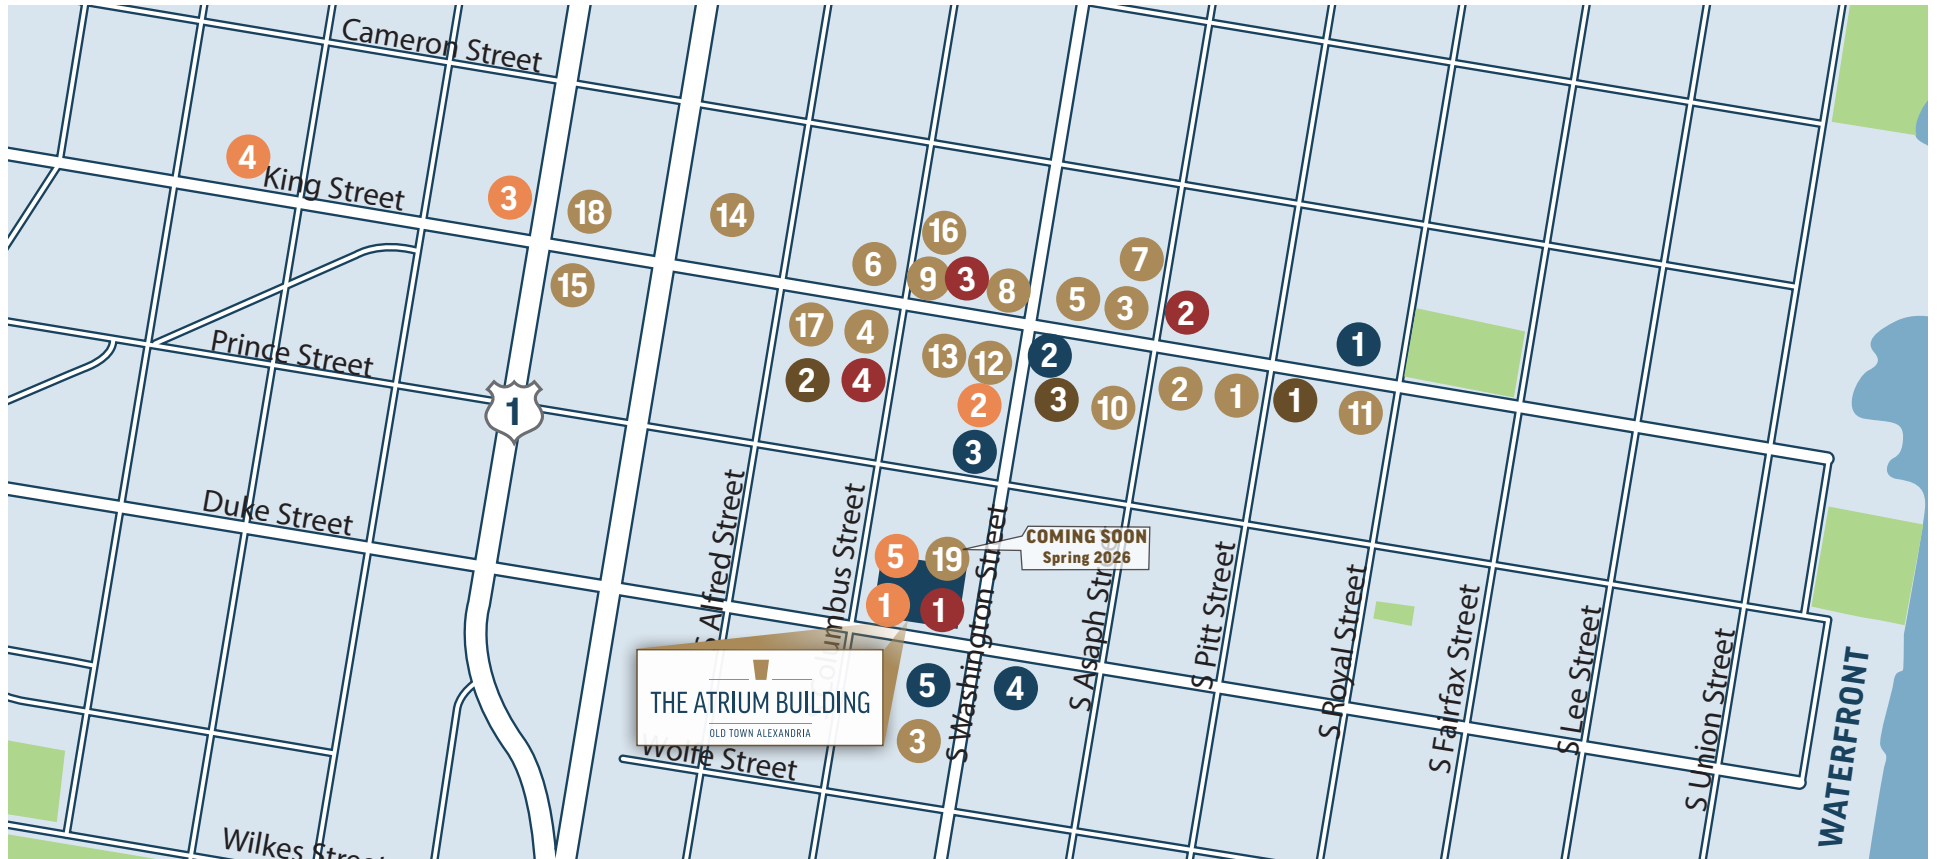 Cameron Street
4
King Street
3
18
14
16
6
9
3
8
7
5
3
2
15
17
4
13
12
2
1
Prince Street
2
4
2
3
10
2
1
1
11
1
3
Duke Street
S Alfred Street
Columbus Street
5
19
COMING SOON
Spring 2026
1
1
S Washington Street
S Asaph Street
S Pitt Street
S Royal Street
S Fairfax Street
S Lee Street
S Union Street
WATERFRONT
THE ATRIUM BUILDING
OLD TOWN ALEXANDRIA
5
4
3
Wolfe Street
Wilkes Street